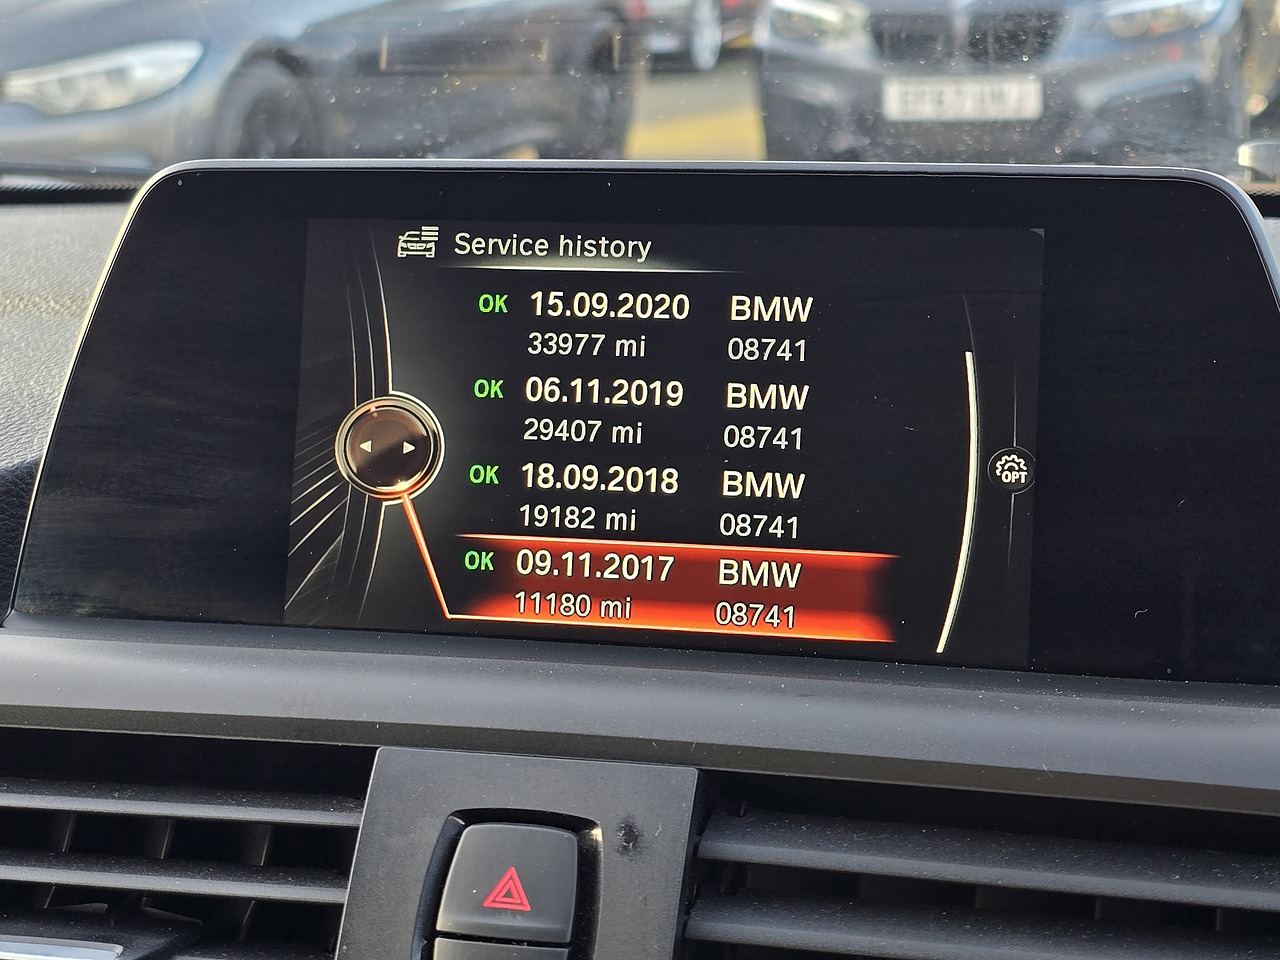 Service history
OK 15.09.2020 BMW
33977 mi 08741
OK 06.11.2019 BMW
29407 mi 08741
OK 18.09.2018 BMW
19182 mi 08741
OK 09.11.2017 BMW
11180 mi 08741
OPT